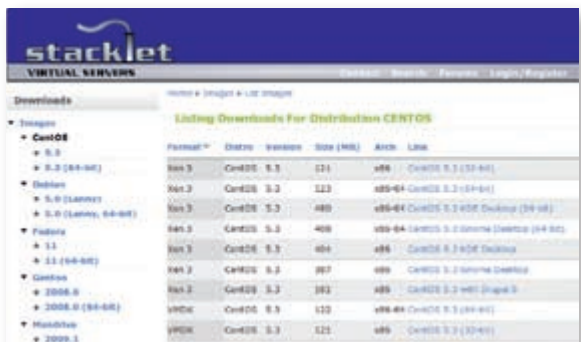 stacklet
VIRTUAL SERVERS
Contact Search Forums Login/Register
Downloads
Images
CentOS
5.3
5.3 (64-bit)
Debian
5.0 (Lenny)
5.0 (Lenny, 64-bit)
Fedora
11
11 (64-bit)
Gentoo
2008.0
2008.0 (64-bit)
Mandriva
2009.1
Home » Images » List Images
Listing Downloads For Distribution CENTOS
Format Distro Version Size (MB) Arch Link
Xen 3 CentOS 5.3 121 x86 CentOS 5.3 (32-bit)
Xen 3 CentOS 5.3 123 x86-64 CentOS 5.3 (64-bit)
Xen 3 CentOS 5.3 x86-64 CentOS 5.3 KDE Desktop (64-bit)
Xen 3 CentOS 5.3 x86-64 CentOS 5.3 Gnome Desktop (64-bit)
Xen 3 CentOS 5.3 x86 CentOS 5.3 KDE Desktop
Xen 3 CentOS 5.3 x86 CentOS 5.3 Gnome Desktop
Xen 3 CentOS 5.3 x86 CentOS 5.3 with Drupal
VMDK CentOS 5.3 x86-64 CentOS 5.3 (64-bit)
VMDK CentOS 5.3 121 x86 CentOS 5.3 (32-bit)